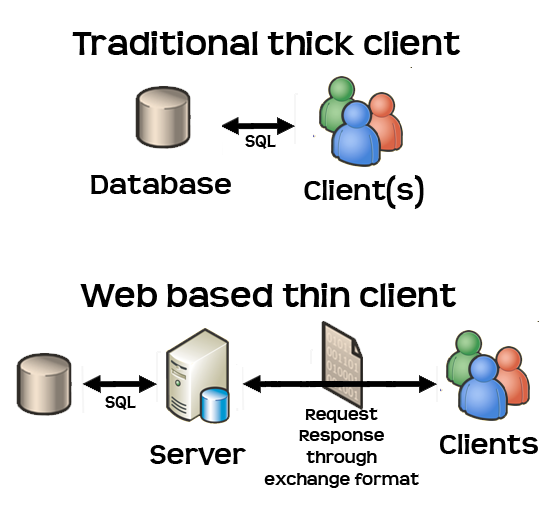 Traditional thick client
SQL
Database
Client(s)
Web based thin client
SQL
Server
Request
Response
through
exchange format
Clients